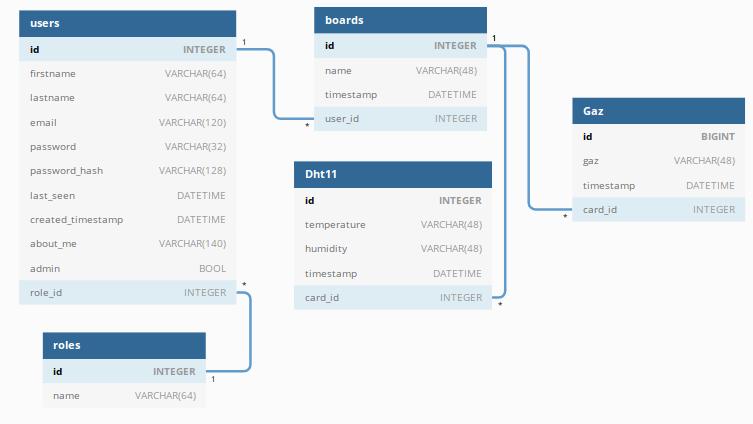 users
id INTEGER
firstname VARCHAR(64)
lastname VARCHAR(64)
email VARCHAR(120)
password VARCHAR(32)
password_hash VARCHAR(128)
last_seen DATETIME
created_timestamp DATETIME
about_me VARCHAR(140)
admin BOOL
role_id INTEGER
1
*
roles
id INTEGER
name VARCHAR(64)
1
boards
id INTEGER
name VARCHAR(48)
timestamp DATETIME
user_id INTEGER
1
*
Dht11
id INTEGER
temperature VARCHAR(48)
humidity VARCHAR(48)
timestamp DATETIME
card_id INTEGER
*
Gaz
id BIGINT
gaz VARCHAR(48)
timestamp DATETIME
card_id INTEGER
*